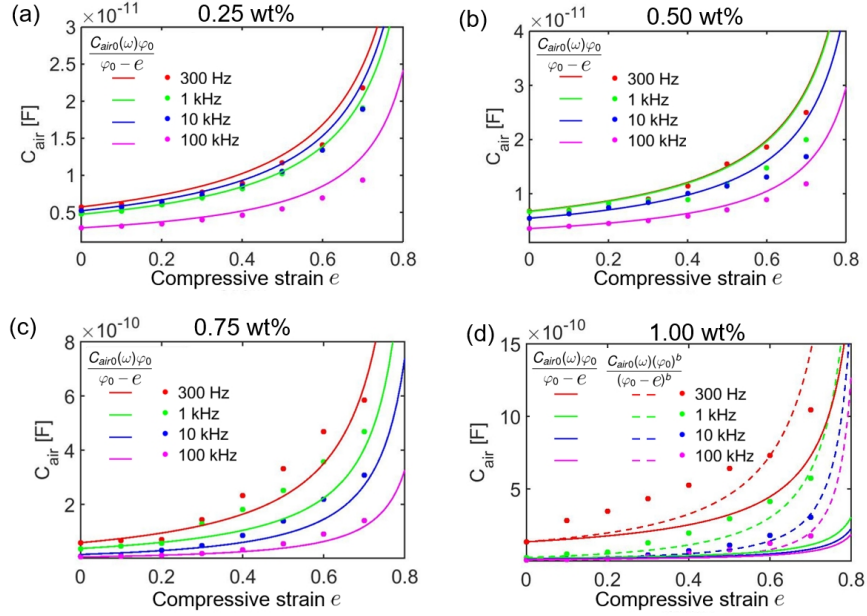 (a)
×10⁻¹¹
0.25 wt%
3
2.5
2
1.5
1
0.5
0
C_air [F]
C_air0(ω)φ₀
φ₀ − e
300 Hz
1 kHz
10 kHz
100 kHz
0 0.2 0.4 0.6 0.8
Compressive strain e
(b)
×10⁻¹¹
0.50 wt%
4
3
2
1
C_air [F]
C_air0(ω)φ₀
φ₀ − e
300 Hz
1 kHz
10 kHz
100 kHz
0 0.2 0.4 0.6 0.8
Compressive strain e
(c)
×10⁻¹⁰
0.75 wt%
8
6
4
2
C_air [F]
C_air0(ω)φ₀
φ₀ − e
300 Hz
1 kHz
10 kHz
100 kHz
0 0.2 0.4 0.6 0.8
Compressive strain e
(d)
×10⁻¹⁰
1.00 wt%
15
10
5
C_air [F]
C_air0(ω)φ₀
φ₀ − e
C_air0(ω)(φ₀)ᵇ
(φ₀ − e)ᵇ
300 Hz
1 kHz
10 kHz
100 kHz
0 0.2 0.4 0.6 0.8
Compressive strain e